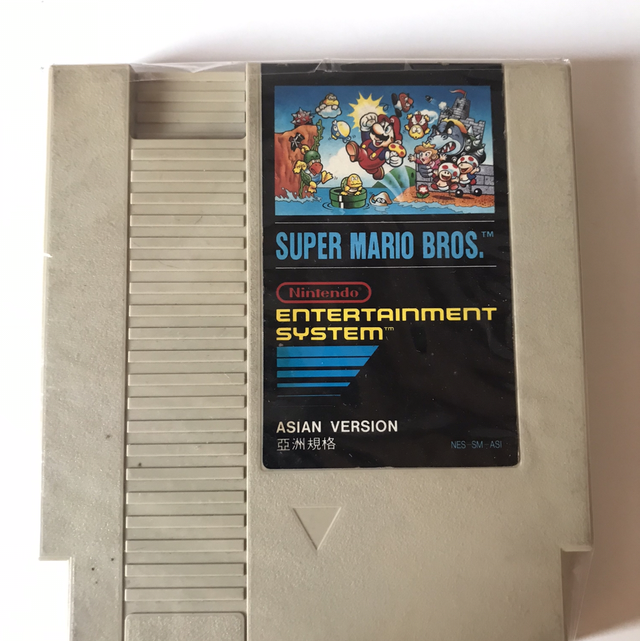 SUPER MARIO BROS.™
Nintendo
ENTERTAINMENT
SYSTEM™
ASIAN VERSION
亞洲規格
NES-SM-ASI